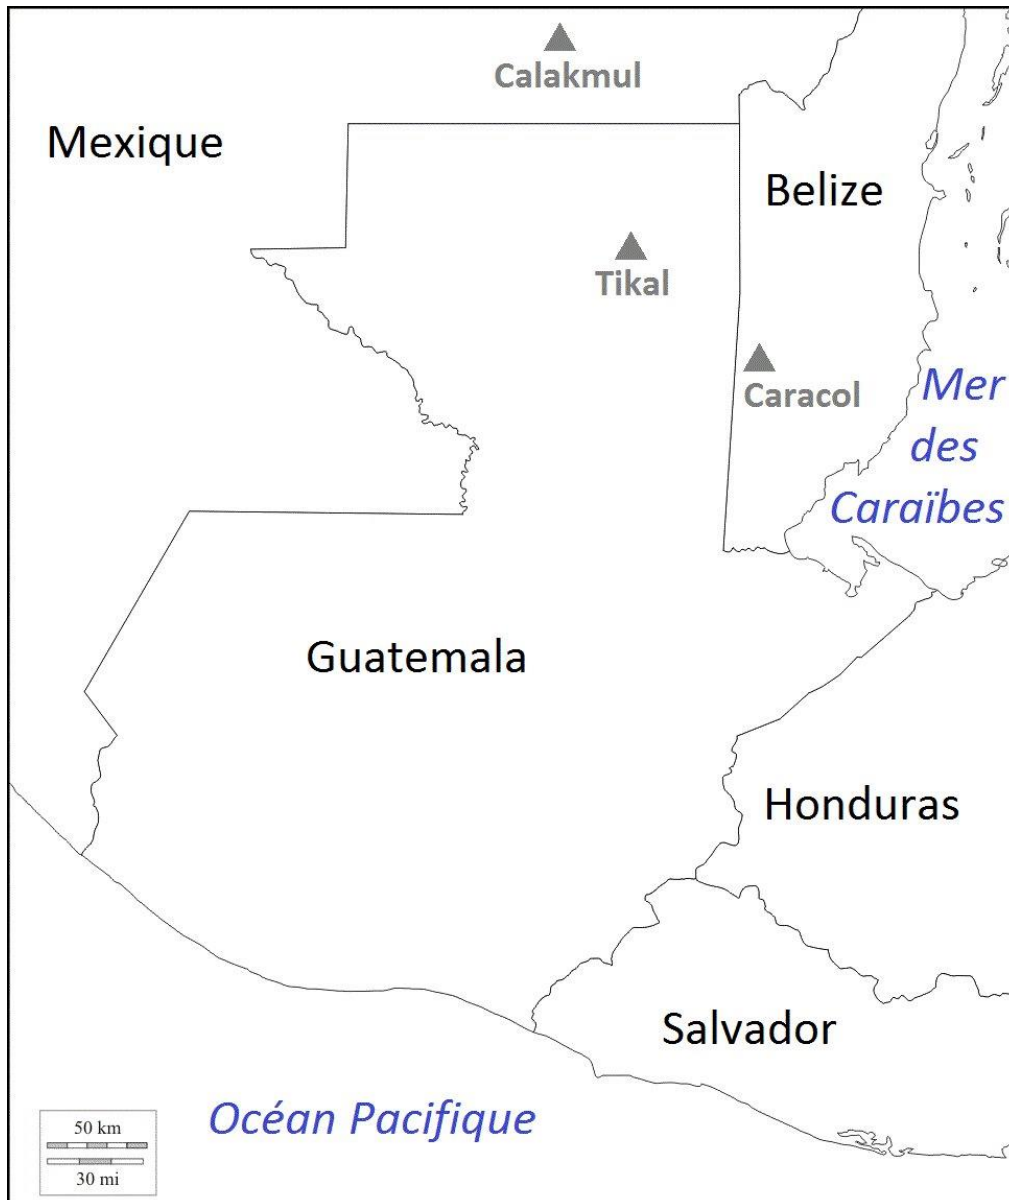 Calakmul
Mexique
Belize
Tikal
Caracol
Mer
des
Caraïbes
Guatemala
Honduras
Salvador
Océan Pacifique
50 km
30 mi